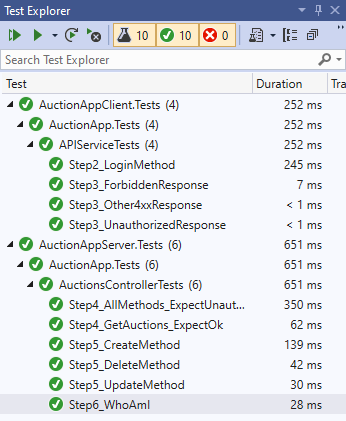 Test Explorer
10 10 0
Search Test Explorer
Test Duration Tra
AuctionAppClient.Tests (4) 252 ms
AuctionApp.Tests (4) 252 ms
APIServiceTests (4) 252 ms
Step2_LoginMethod 245 ms
Step3_ForbiddenResponse 7 ms
Step3_Other4xxResponse < 1 ms
Step3_UnauthorizedResponse < 1 ms
AuctionAppServer.Tests (6) 651 ms
AuctionApp.Tests (6) 651 ms
AuctionsControllerTests (6) 651 ms
Step4_AllMethods_ExpectUnaut... 350 ms
Step4_GetAuctions_ExpectOk 62 ms
Step5_CreateMethod 139 ms
Step5_DeleteMethod 42 ms
Step5_UpdateMethod 30 ms
Step6_WhoAmI 28 ms